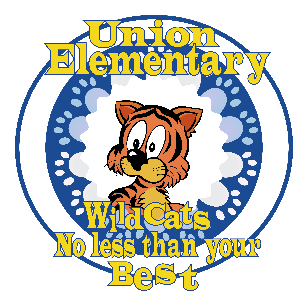 Union
Elementary
WildCats
No less than your
Best